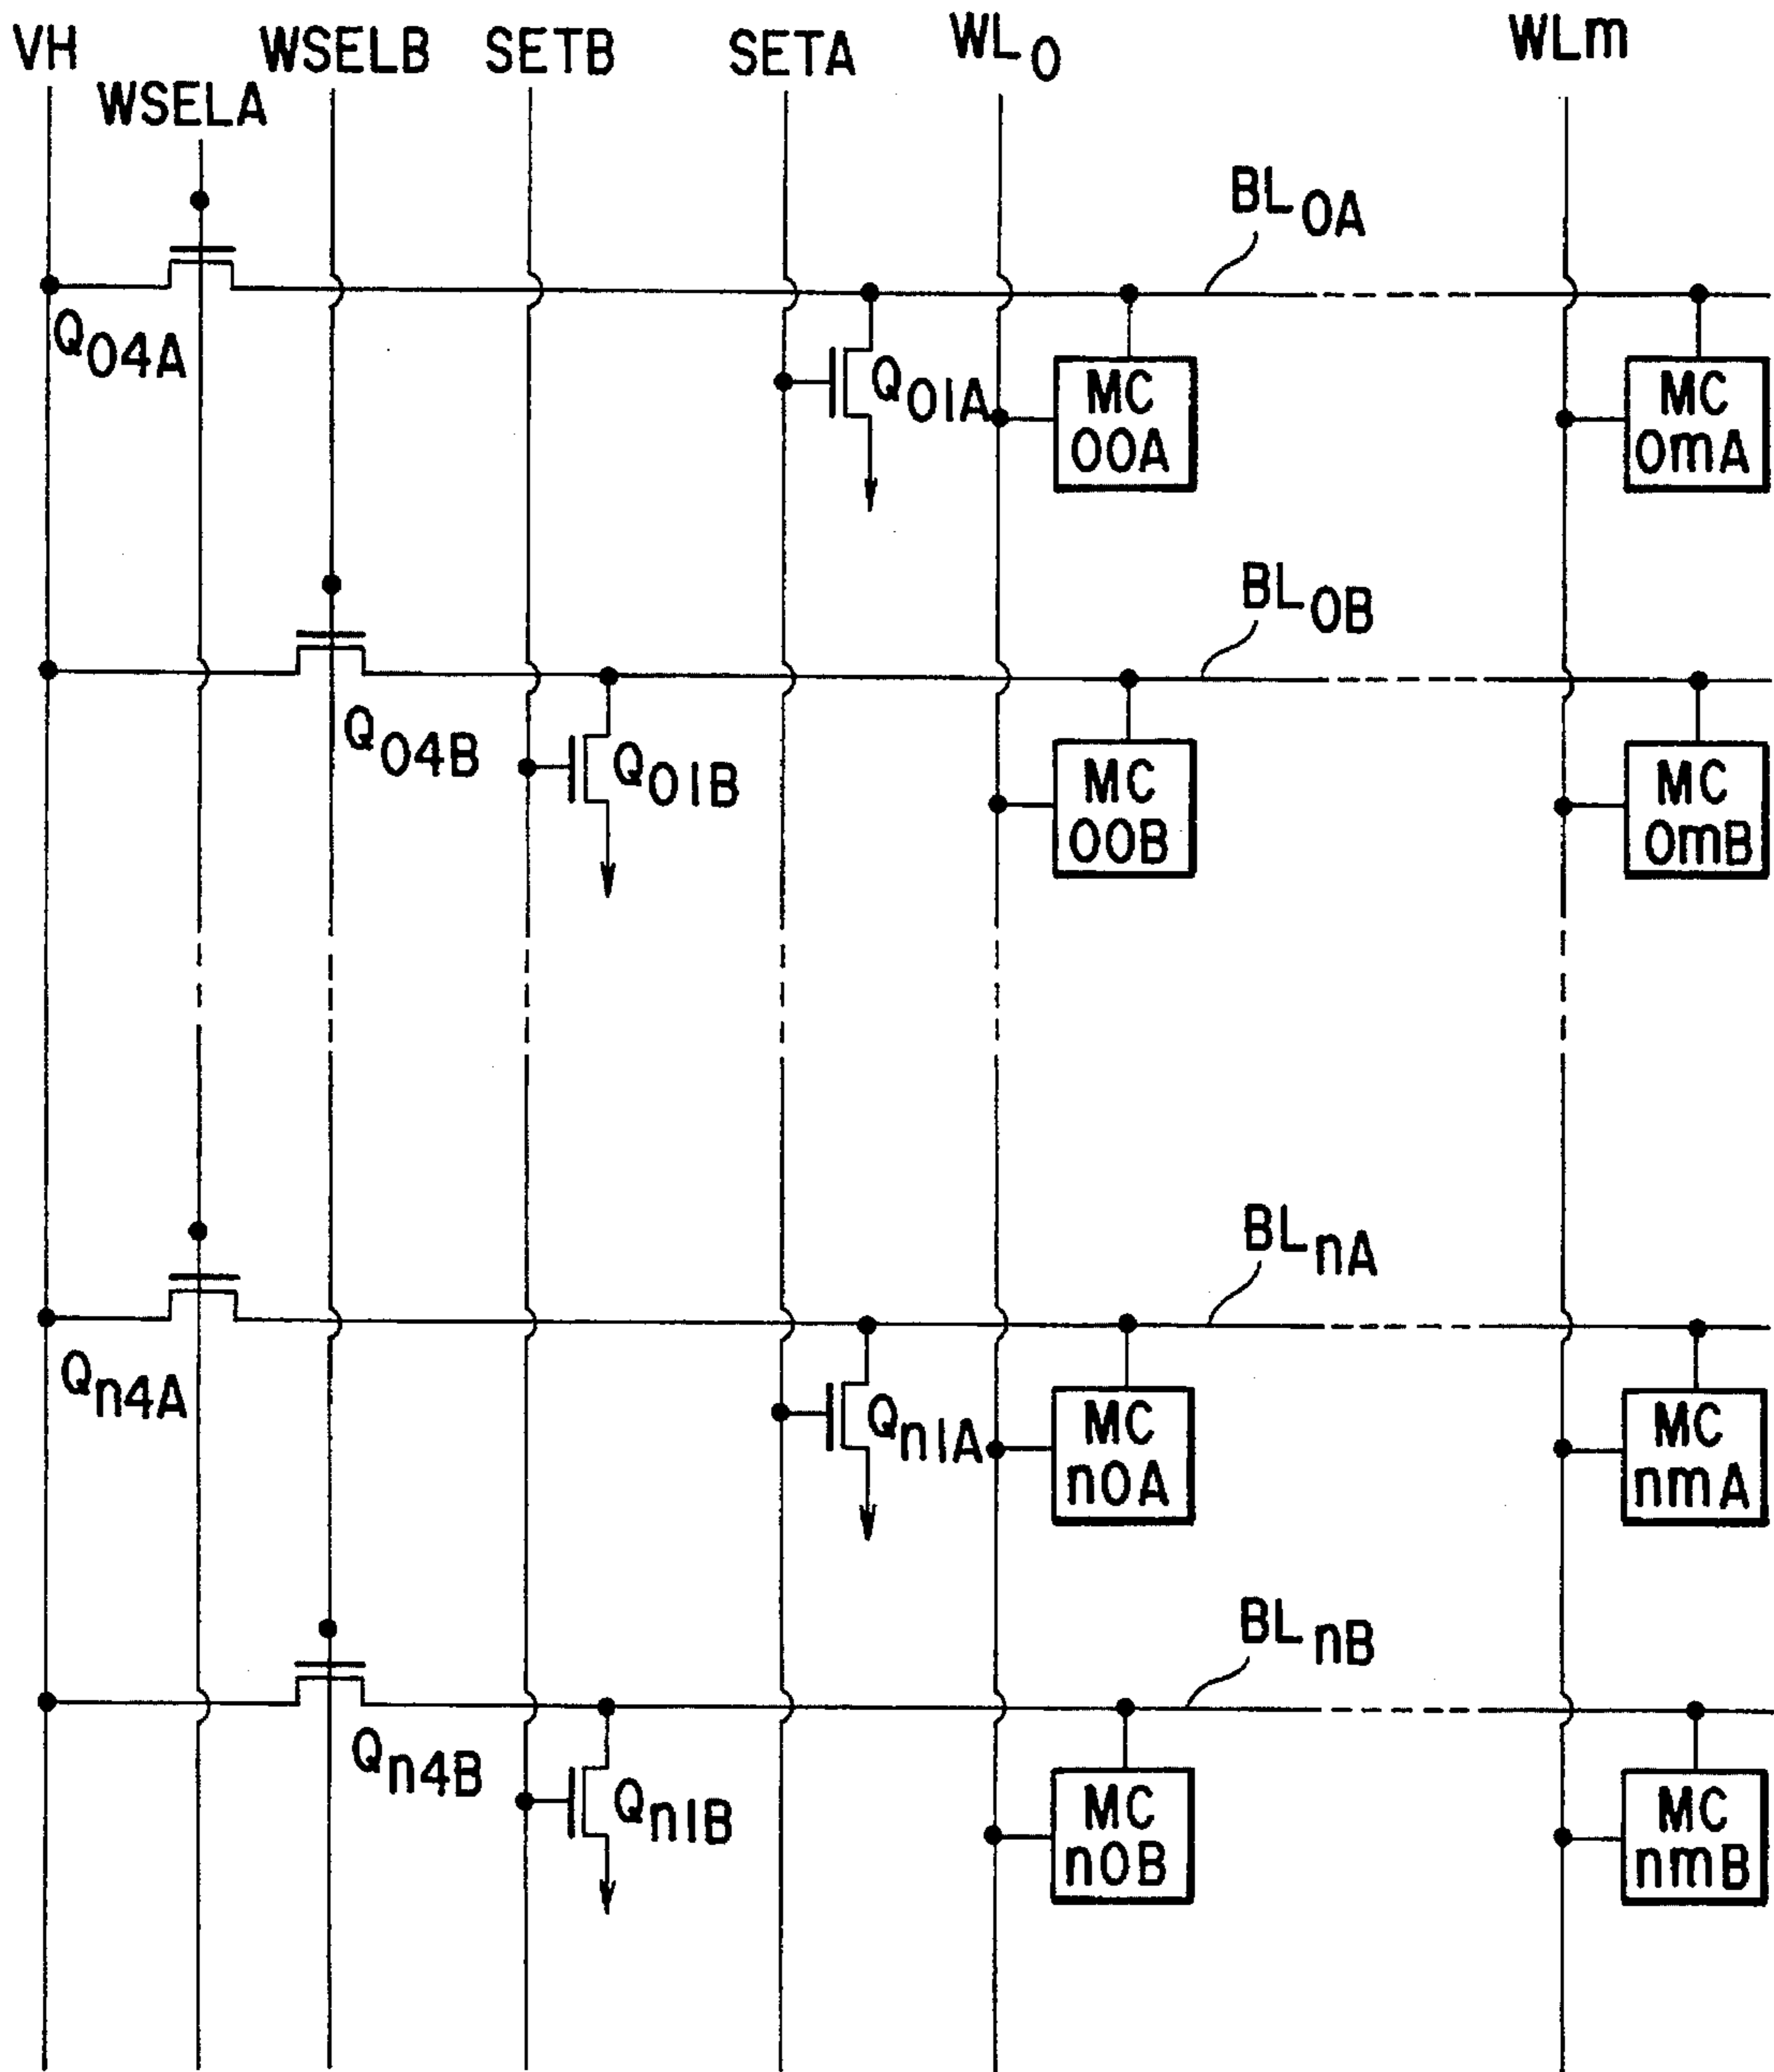 VH
WSELA
WSELB
SETB
SETA
WL0
WLm
BL0A
Q04A
Q01A
MC
00A
MC
0mA
BL0B
Q04B
Q01B
MC
00B
MC
0mB
BLnA
Qn4A
Qn1A
MC
n0A
MC
nmA
BLnB
Qn4B
Qn1B
MC
n0B
MC
nmB